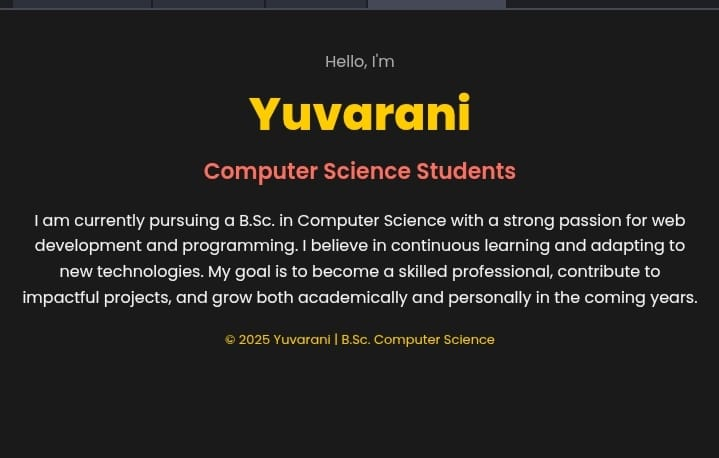 Hello, I'm
Yuvarani
Computer Science Students
I am currently pursuing a B.Sc. in Computer Science with a strong passion for web
development and programming. I believe in continuous learning and adapting to
new technologies. My goal is to become a skilled professional, contribute to
impactful projects, and grow both academically and personally in the coming years.
© 2025 Yuvarani | B.Sc. Computer Science